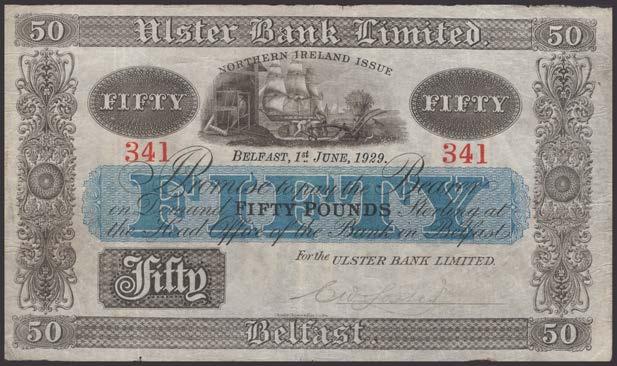 50 Ulster Bank Limited. 50
NORTHERN IRELAND ISSUE
FIFTY FIFTY
341 341
BELFAST, 1st JUNE, 1929.
I Promise to pay the Bearer
on Demand FIFTY POUNDS Sterling at
the Head Office of the Bank in Belfast
FIFTY
For the ULSTER BANK LIMITED.
Fifty
50 Belfast. 50